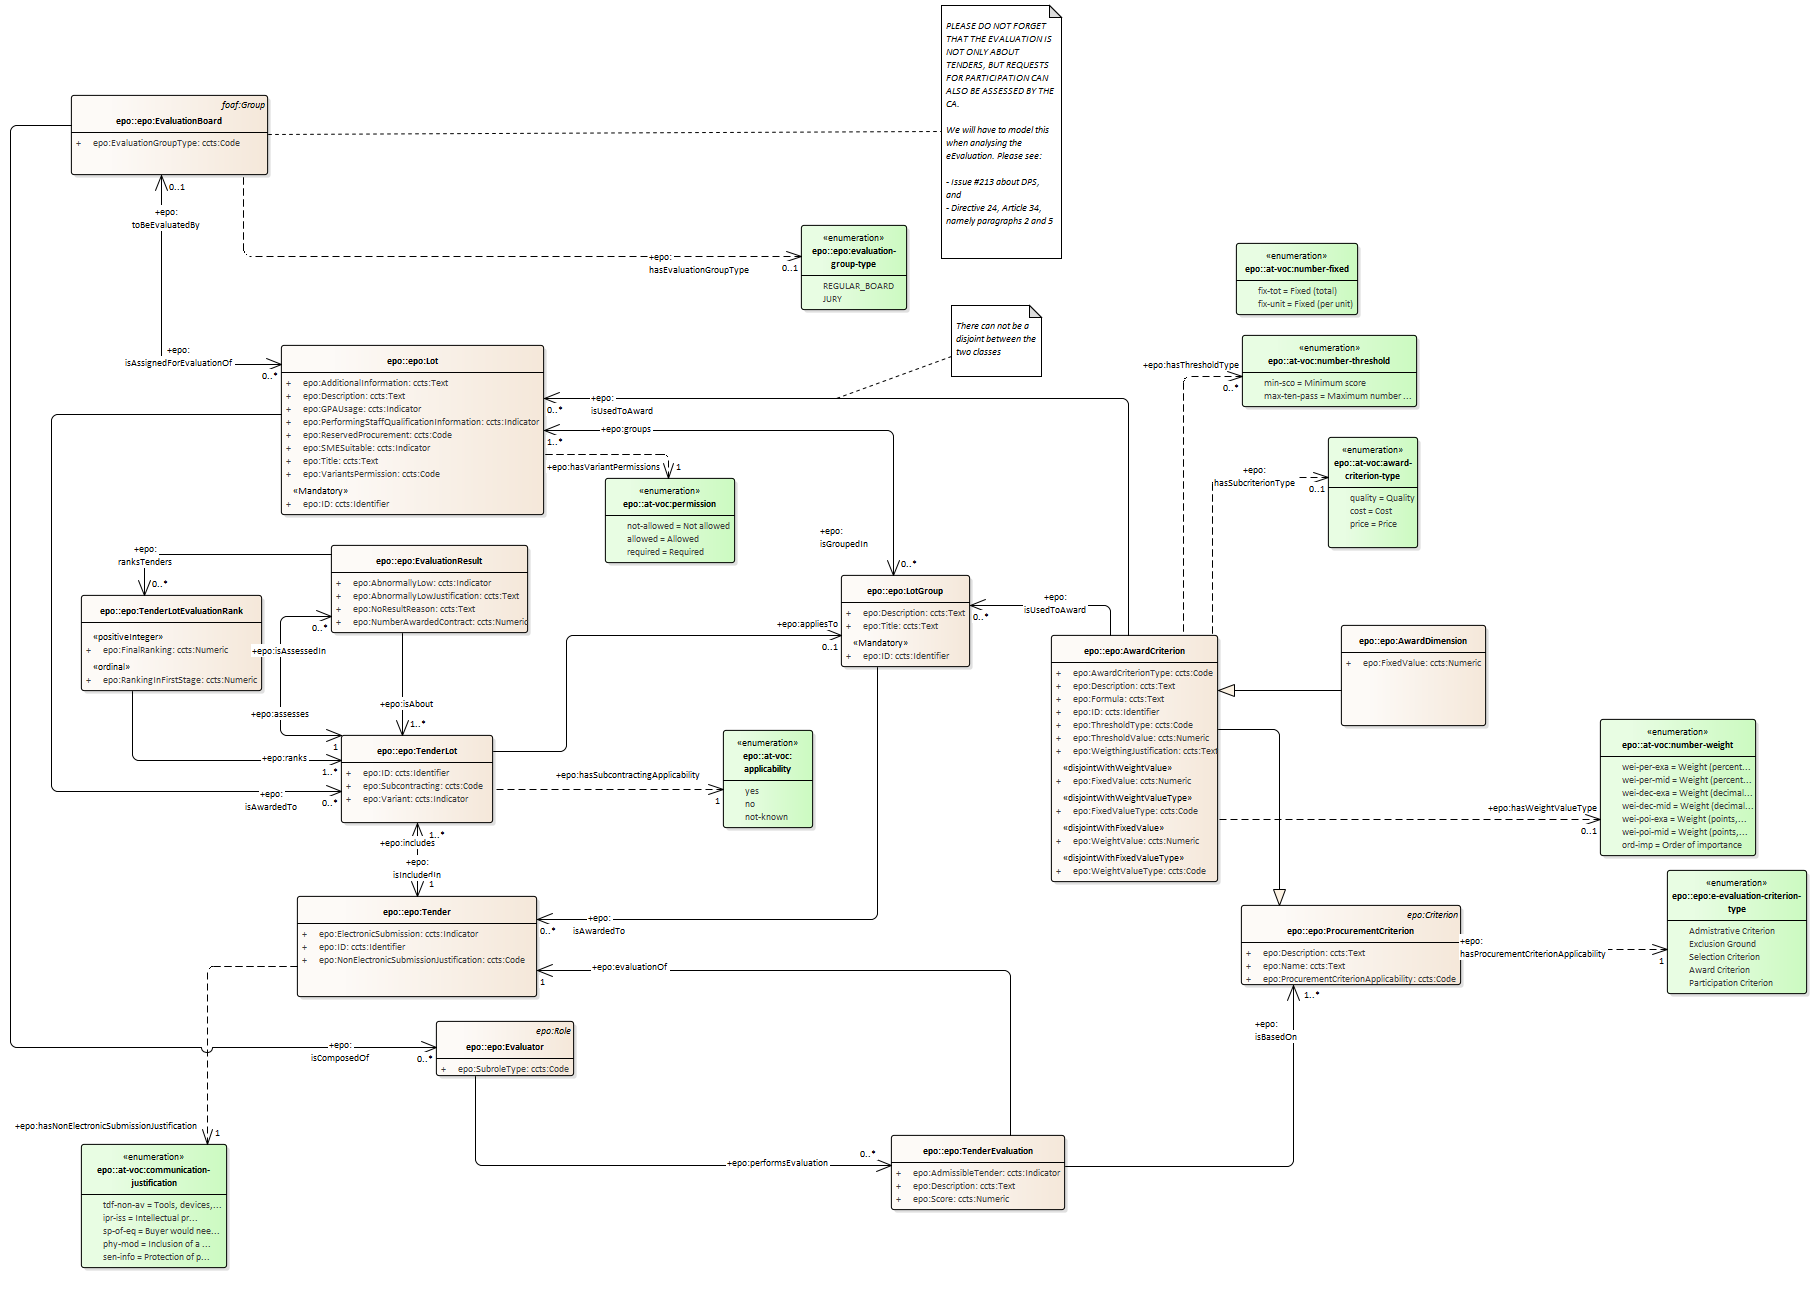 PLEASE DO NOT FORGET
THAT THE EVALUATION IS
NOT ONLY ABOUT
TENDERS, BUT REQUESTS
FOR PARTICIPATION CAN
ALSO BE ASSESSED BY THE
CA.
We will have to model this
when analysing the
eEvaluation. Please see:
- Issue #213 about DPS,
and
- Directive 24, Article 34,
namely paragraphs 2 and 5
foaf:Group
epo::epo:EvaluationBoard
+ epo:EvaluationGroupType: ccts:Code
0..1
+epo:
toBeEvaluatedBy
+epo:
hasEvaluationGroupType
0..1
«enumeration»
epo::epo:evaluation-
group-type
REGULAR_BOARD
JURY
«enumeration»
epo::at-voc:number-fixed
fix-tot = Fixed (total)
fix-unit = Fixed (per unit)
There can not be a
disjoint between the
two classes
+epo:
isAssignedForEvaluationOf
0..*
epo::epo:Lot
+ epo:AdditionalInformation: ccts:Text
+ epo:Description: ccts:Text
+ epo:GPAUsage: ccts:Indicator
+ epo:PerformingStaffQualificationInformation: ccts:Indicator
+ epo:ReservedProcurement: ccts:Code
+ epo:SMESuitable: ccts:Indicator
+ epo:Title: ccts:Text
+ epo:VariantsPermission: ccts:Code
«Mandatory»
+ epo:ID: ccts:Identifier
+epo:
isUsedToAward
0..*
+epo:groups
1..*
+epo:hasVariantPermissions
1
«enumeration»
epo::at-voc:permission
not-allowed = Not allowed
allowed = Allowed
required = Required
+epo:hasThresholdType
0..*
«enumeration»
epo::at-voc:number-threshold
min-sco = Minimum score
max-ten-pass = Maximum number ...
+epo:
hasSubcriterionType
0..1
«enumeration»
epo::at-voc:award-
criterion-type
quality = Quality
cost = Cost
price = Price
+epo:
isGroupedIn
0..*
+epo:
ranksTenders
0..*
epo::epo:EvaluationResult
+ epo:AbnormallyLow: ccts:Indicator
+ epo:AbnormallyLowJustification: ccts:Text
+ epo:NoResultReason: ccts:Text
+ epo:NumberAwardedContract: ccts:Numeric
epo::epo:TenderLotEvaluationRank
«positiveInteger»
+ epo:FinalRanking: ccts:Numeric
«ordinal»
+ epo:RankingInFirstStage: ccts:Numeric
0..*
+epo:isAssessedIn
+epo:assesses
1
+epo:isAbout
1..*
+epo:ranks
1..*
+epo:
isAwardedTo
0..*
epo::epo:LotGroup
+ epo:Description: ccts:Text
+ epo:Title: ccts:Text
«Mandatory»
+ epo:ID: ccts:Identifier
+epo:appliesTo
0..1
+epo:
isUsedToAward
0..*
epo::epo:AwardCriterion
+ epo:AwardCriterionType: ccts:Code
+ epo:Description: ccts:Text
+ epo:Formula: ccts:Text
+ epo:ID: ccts:Identifier
+ epo:ThresholdType: ccts:Code
+ epo:ThresholdValue: ccts:Numeric
+ epo:WeigthingJustification: ccts:Text
«disjointWithWeightValue»
+ epo:FixedValue: ccts:Numeric
«disjointWithWeightValueType»
+ epo:FixedValueType: ccts:Code
«disjointWithFixedValue»
+ epo:WeightValue: ccts:Numeric
«disjointWithFixedValueType»
+ epo:WeightValueType: ccts:Code
epo::epo:AwardDimension
+ epo:FixedValue: ccts:Numeric
epo::epo:TenderLot
+ epo:ID: ccts:Identifier
+ epo:Subcontracting: ccts:Code
+ epo:Variant: ccts:Indicator
+epo:hasSubcontractingApplicability
1
«enumeration»
epo::at-voc:
applicability
yes
no
not-known
+epo:hasWeightValueType
0..1
«enumeration»
epo::at-voc:number-weight
wei-per-exa = Weight (percent...
wei-per-mid = Weight (percent...
wei-dec-exa = Weight (decimal...
wei-dec-mid = Weight (decimal...
wei-poi-exa = Weight (points,...
wei-poi-mid = Weight (points,...
ord-imp = Order of importance
1..*
+epo:includes
+epo:
isIncludedIn
1
epo::epo:Tender
+ epo:ElectronicSubmission: ccts:Indicator
+ epo:ID: ccts:Identifier
+ epo:NonElectronicSubmissionJustification: ccts:Code
+epo:
isAwardedTo
0..*
+epo:evaluationOf
1
epo:Criterion
epo::epo:ProcurementCriterion
+ epo:Description: ccts:Text
+ epo:Name: ccts:Text
+ epo:ProcurementCriterionApplicability: ccts:Code
+epo:
hasProcurementCriterionApplicability
1
«enumeration»
epo::epo:e-evaluation-criterion-
type
Admistrative Criterion
Exclusion Ground
Selection Criterion
Award Criterion
Participation Criterion
1..*
+epo:
isBasedOn
+epo:
isComposedOf
0..*
epo:Role
epo::epo:Evaluator
+ epo:SubroleType: ccts:Code
+epo:hasNonElectronicSubmissionJustification
1
«enumeration»
epo::at-voc:communication-
justification
tdf-non-av = Tools, devices,...
ipr-iss = Intellectual pr...
sp-of-eq = Buyer would nee...
phy-mod = Inclusion of a ...
sen-info = Protection of p...
+epo:performsEvaluation
0..*
epo::epo:TenderEvaluation
+ epo:AdmissibleTender: ccts:Indicator
+ epo:Description: ccts:Text
+ epo:Score: ccts:Numeric